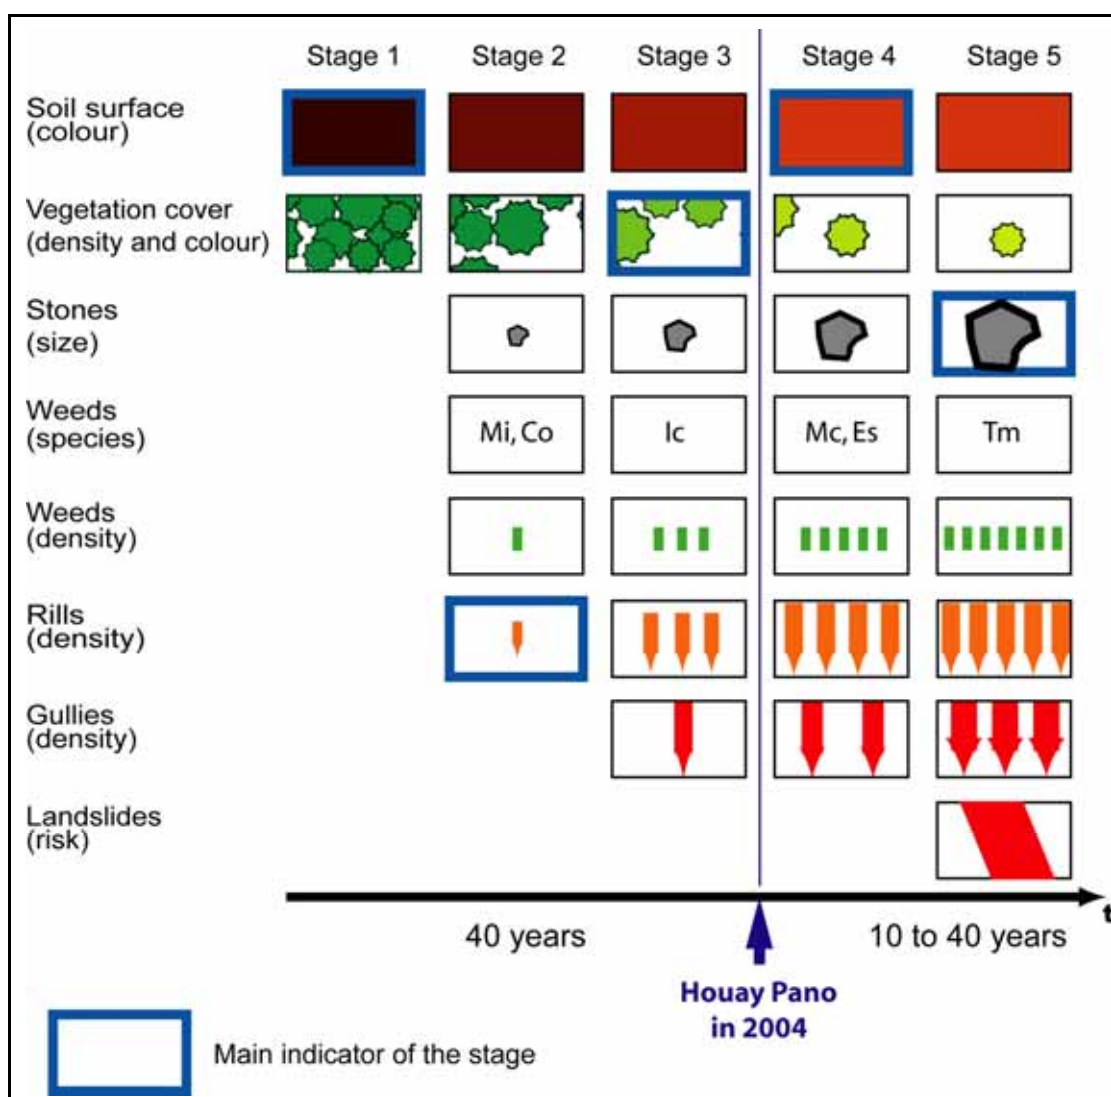 Stage 1 Stage 2 Stage 3 Stage 4 Stage 5
Soil surface
(colour)
Vegetation cover
(density and colour)
Stones
(size)
Weeds
(species)
Mi, Co Ic Mc, Es Tm
Weeds
(density)
Rills
(density)
Gullies
(density)
Landslides
(risk)
t
40 years 10 to 40 years
Houay Pano
in 2004
Main indicator of the stage